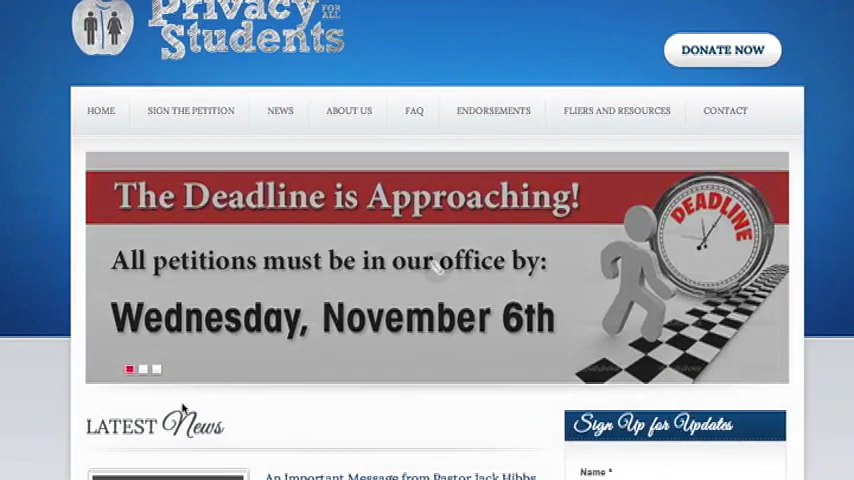 Privacy FOR ALL
Students
DONATE NOW
HOME SIGN THE PETITION NEWS ABOUT US FAQ ENDORSEMENTS FLIERS AND RESOURCES CONTACT
The Deadline is Approaching!
DEADLINE
All petitions must be in our office by:
Wednesday, November 6th
LATEST News
Sign Up for Updates
An Important Message from Pastor Jack Hibbs
Name *